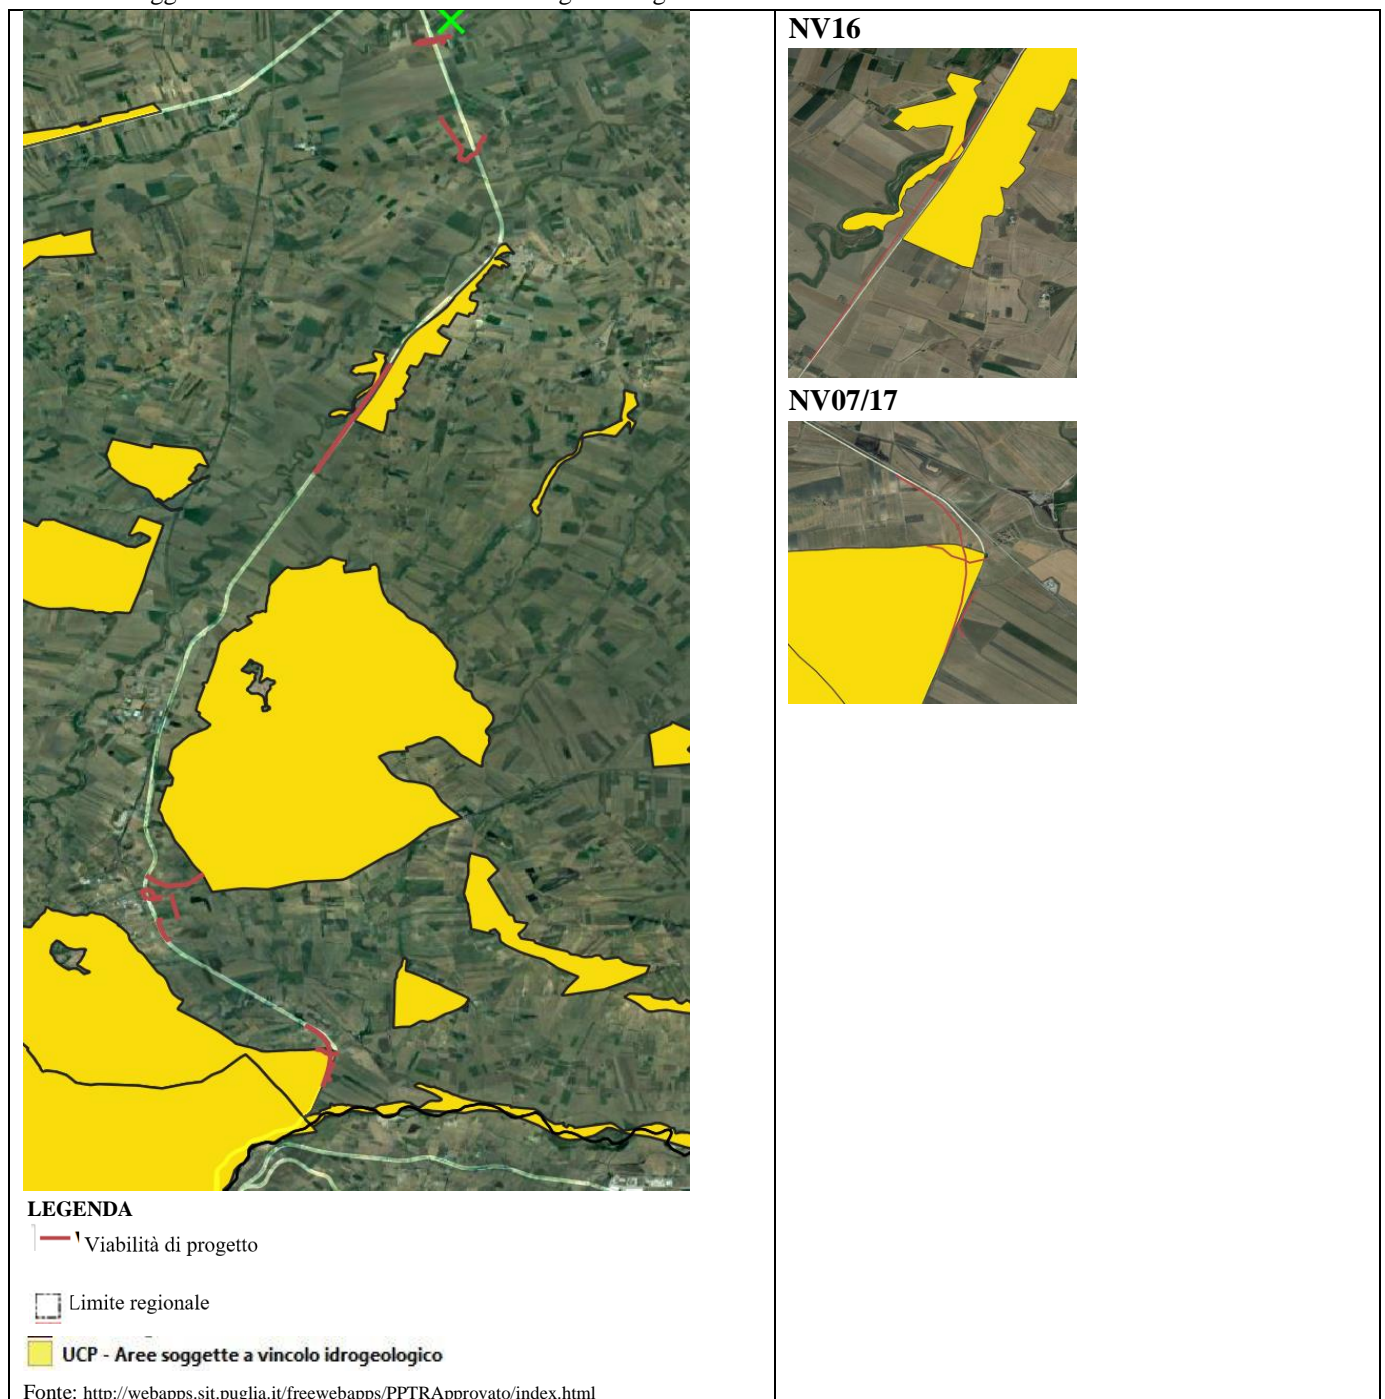 NV16
NV07/17
LEGENDA
Viabilità di progetto
Limite regionale
UCP - Aree soggette a vincolo idrogeologico
Fonte: http://webapps.sit.puglia.it/freewebapps/PPTRApprovato/index.html